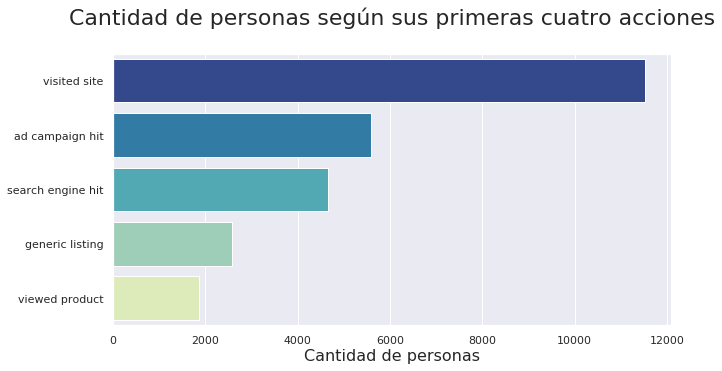 Cantidad de personas según sus primeras cuatro acciones
visited site
ad campaign hit
search engine hit
generic listing
viewed product
0 2000 4000 6000 8000 10000 12000
Cantidad de personas